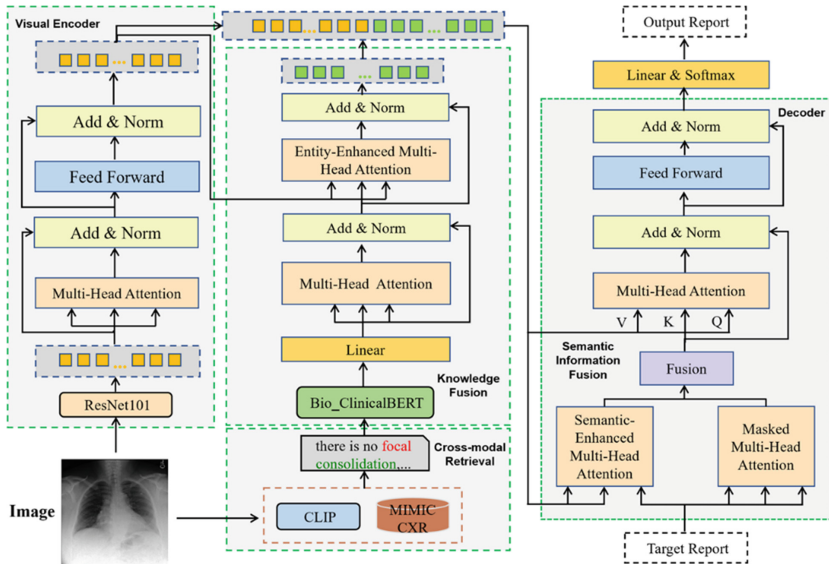 Visual Encoder
Add & Norm
Feed Forward
Add & Norm
Multi-Head Attention
ResNet101
Image
Add & Norm
Entity-Enhanced Multi-
Head Attention
Add & Norm
Multi-Head Attention
Linear
Knowledge
Fusion
Bio_ClinicalBERT
there is no focal
consolidation,...
Cross-modal
Retrieval
CLIP
MIMIC
CXR
Output Report
Linear & Softmax
Decoder
Add & Norm
Feed Forward
Add & Norm
Multi-Head Attention
V K Q
Semantic
Information
Fusion
Fusion
Semantic-
Enhanced
Multi-Head
Attention
Masked
Multi-Head
Attention
Target Report